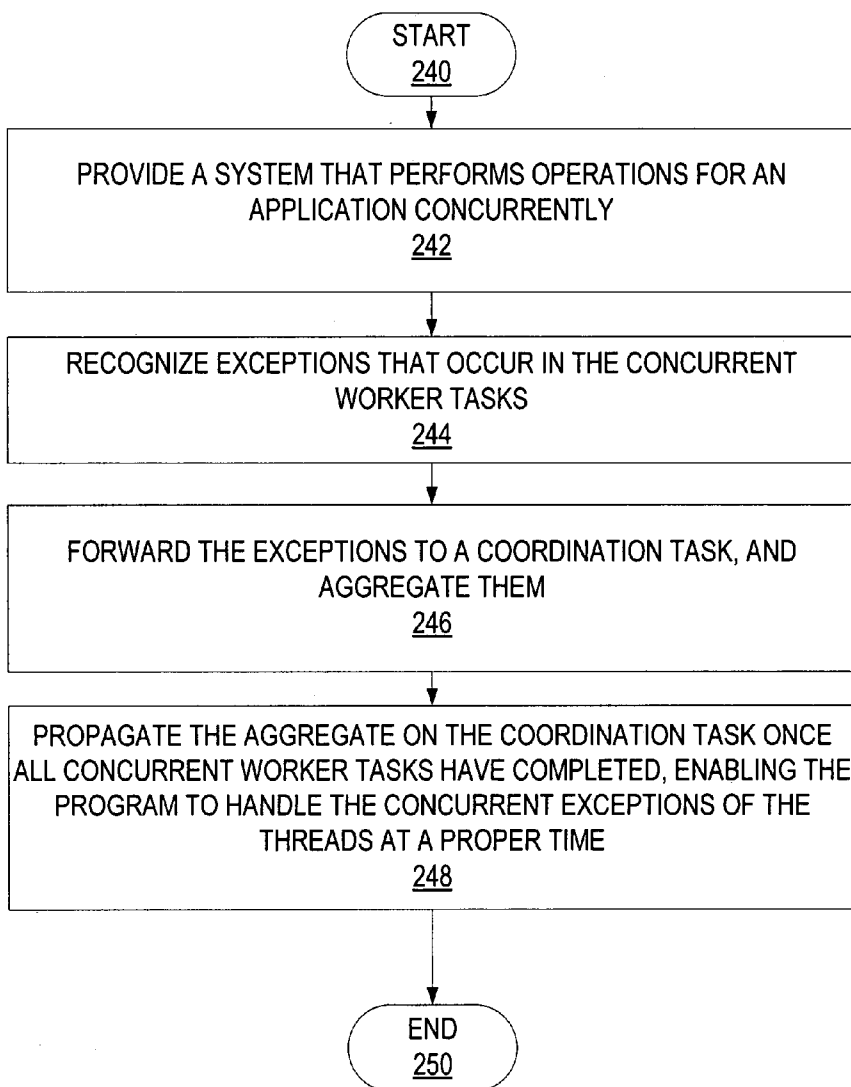 START
240
PROVIDE A SYSTEM THAT PERFORMS OPERATIONS FOR AN
APPLICATION CONCURRENTLY
242
RECOGNIZE EXCEPTIONS THAT OCCUR IN THE CONCURRENT
WORKER TASKS
244
FORWARD THE EXCEPTIONS TO A COORDINATION TASK, AND
AGGREGATE THEM
246
PROPAGATE THE AGGREGATE ON THE COORDINATION TASK ONCE
ALL CONCURRENT WORKER TASKS HAVE COMPLETED, ENABLING THE
PROGRAM TO HANDLE THE CONCURRENT EXCEPTIONS OF THE
THREADS AT A PROPER TIME
248
END
250